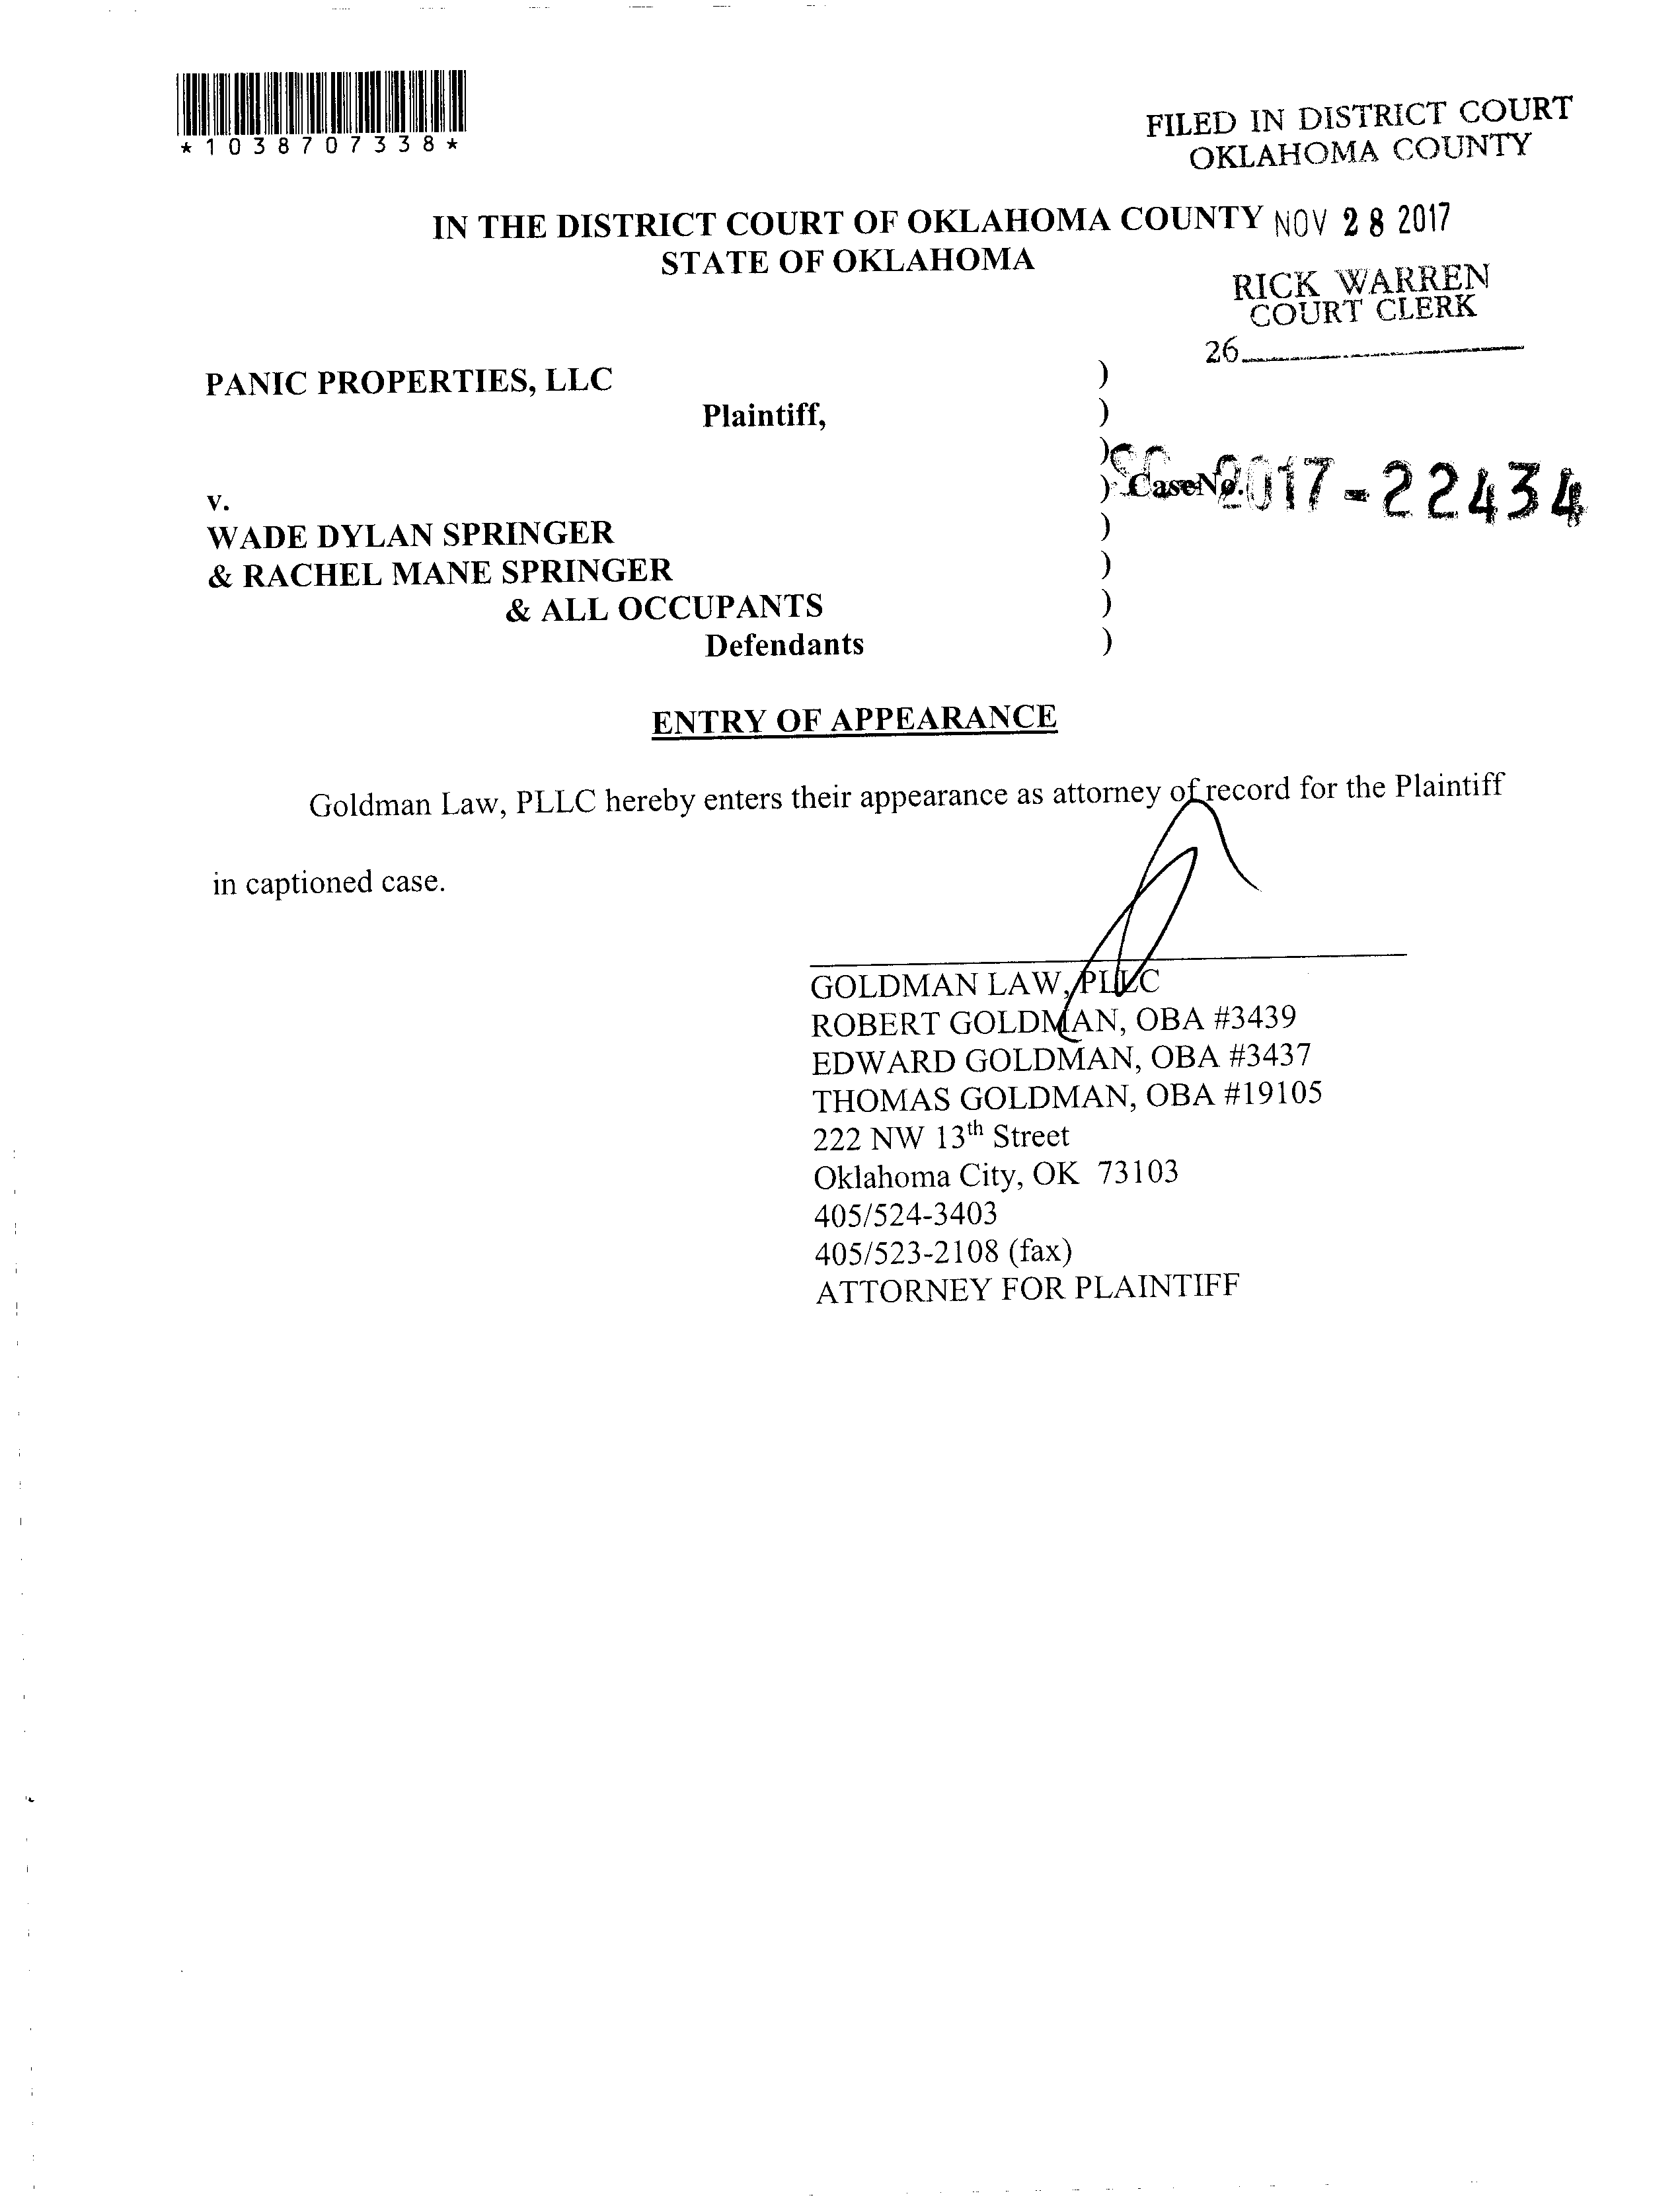 *1038707338*
FILED IN DISTRICT COURT
OKLAHOMA COUNTY
IN THE DISTRICT COURT OF OKLAHOMA COUNTY NOV 28 2017
STATE OF OKLAHOMA
RICK WARREN
COURT CLERK
26
PANIC PROPERTIES, LLC )
Plaintiff, )
)
v. ) Case No. 2017-22434
WADE DYLAN SPRINGER )
& RACHEL MANE SPRINGER )
& ALL OCCUPANTS )
Defendants )
ENTRY OF APPEARANCE
Goldman Law, PLLC hereby enters their appearance as attorney of record for the Plaintiff
in captioned case.
GOLDMAN LAW, PLLC
ROBERT GOLDMAN, OBA #3439
EDWARD GOLDMAN, OBA #3437
THOMAS GOLDMAN, OBA #19105
222 NW 13th Street
Oklahoma City, OK 73103
405/524-3403
405/523-2108 (fax)
ATTORNEY FOR PLAINTIFF